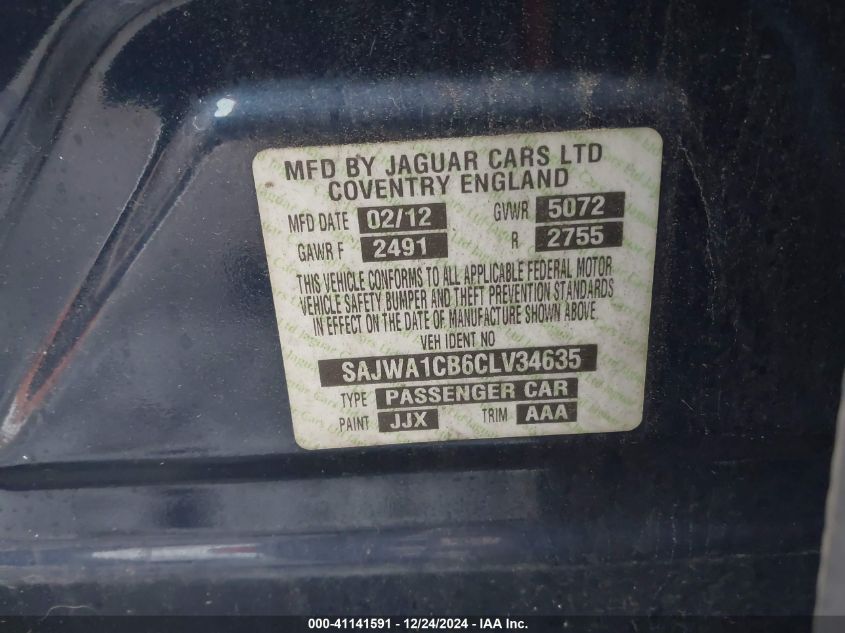 MFD BY JAGUAR CARS LTD
COVENTRY ENGLAND
MFD DATE 02/12 GVWR 5072
GAWR F 2491 R 2755
THIS VEHICLE CONFORMS TO ALL APPLICABLE FEDERAL MOTOR
VEHICLE SAFETY BUMPER AND THEFT PREVENTION STANDARDS
IN EFFECT ON THE DATE OF MANUFACTURE SHOWN ABOVE
VEH IDENT NO
SAJWA1CB6CLV34635
TYPE PASSENGER CAR
PAINT JJX TRIM AAA
000-41141591 - 12/24/2024 - IAA Inc.